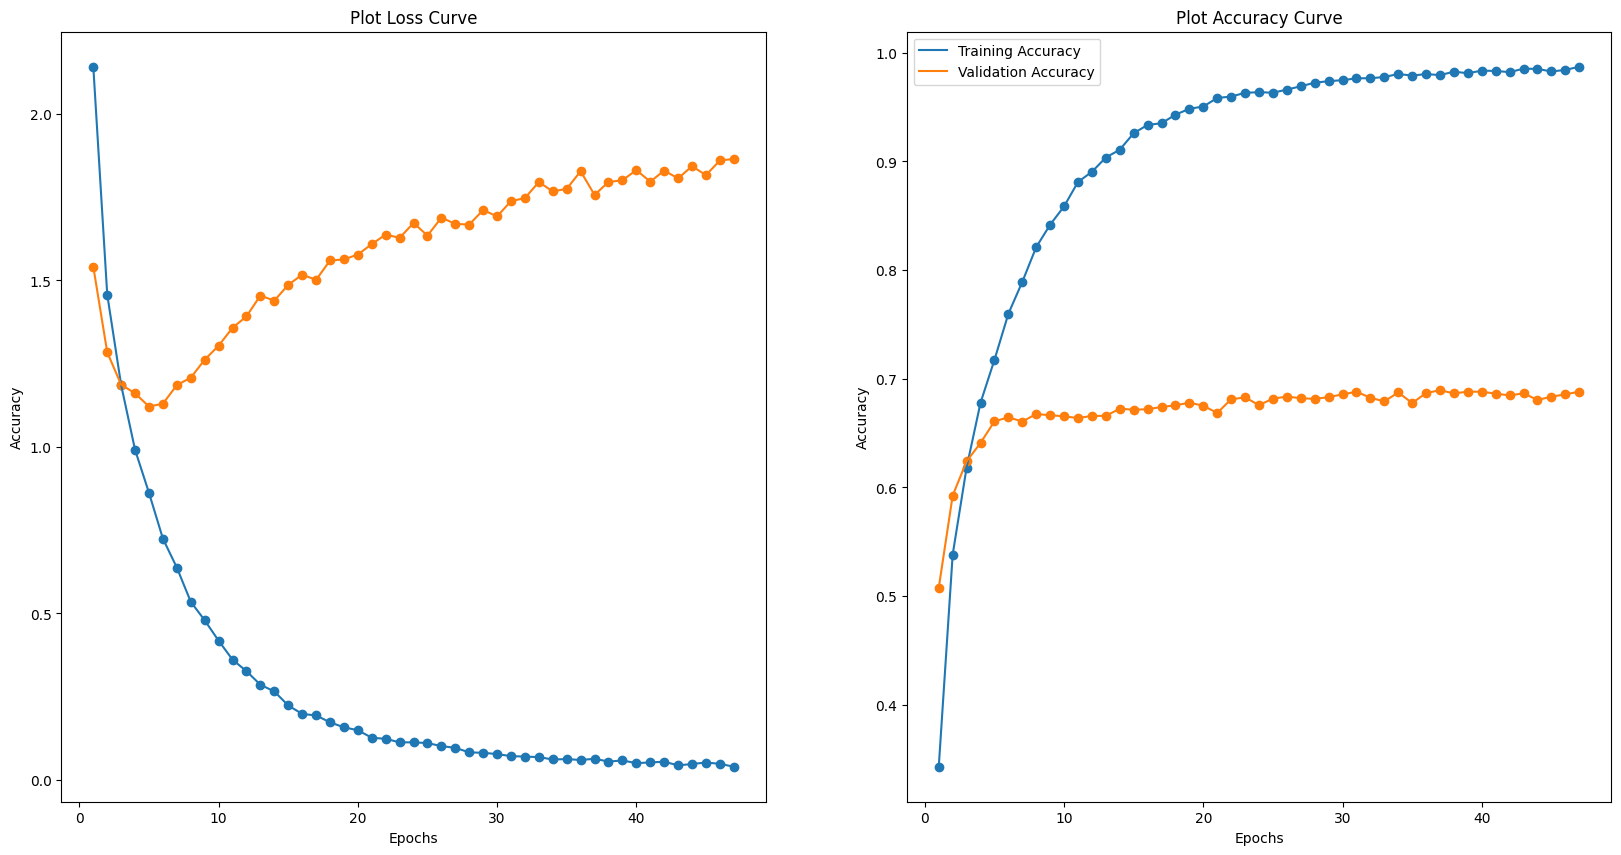 Plot Loss Curve
Accuracy
2.0
1.5
1.0
0.5
0.0
0 10 20 30 40
Epochs
Plot Accuracy Curve
Training Accuracy
Validation Accuracy
Accuracy
1.0
0.9
0.8
0.7
0.6
0.5
0.4
0 10 20 30 40
Epochs